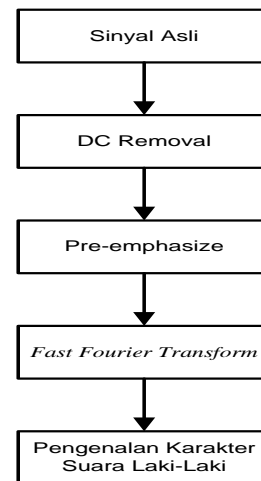 Sinyal Asli
DC Removal
Pre-emphasize
Fast Fourier Transform
Pengenalan Karakter
Suara Laki-Laki